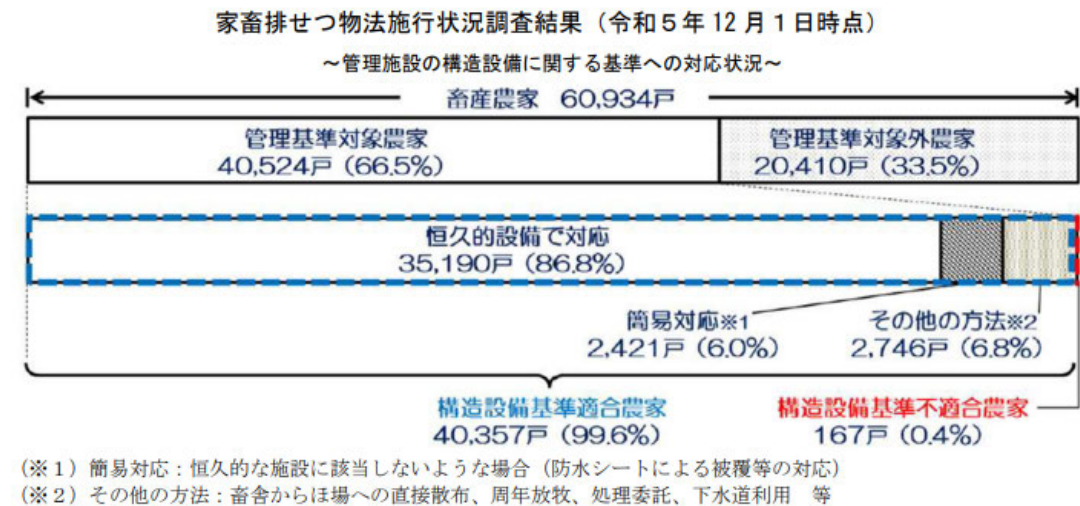 家畜排せつ物法施行状況調査結果（令和５年 12 月１日時点）
～管理施設の構造設備に関する基準への対応状況～
畜産農家 60,934戸
管理基準対象農家 管理基準対象外農家
40,524戸 (66.5%) 20,410戸 (33.5%)
恒久的設備で対応
35,190戸 (86.8%)
簡易対応※1 その他の方法※2
2,421戸 (6.0%) 2,746戸 (6.8%)
構造設備基準適合農家 構造設備基準不適合農家
40,357戸 (99.6%) 167戸 (0.4%)
（※１）簡易対応：恒久的な施設に該当しないような場合（防水シートによる被覆等の対応）
（※２）その他の方法：畜舎からほ場への直接散布、周年放牧、処理委託、下水道利用　等